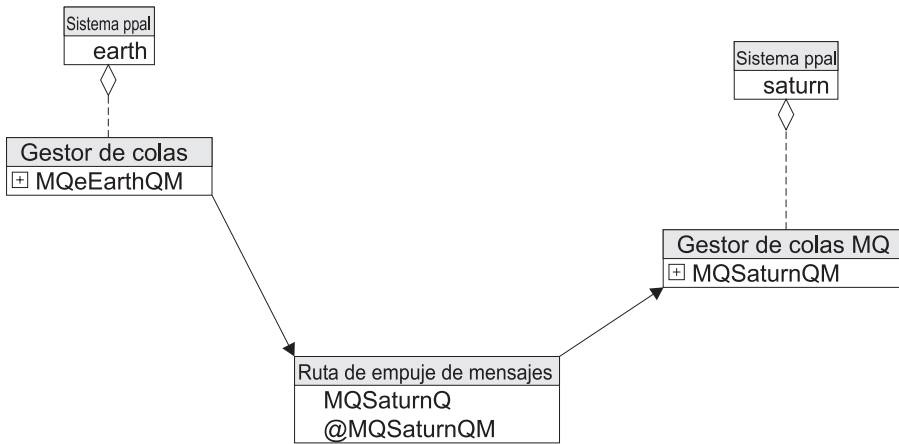 Sistema ppal
earth
Gestor de colas
MQeEarthQM
Sistema ppal
saturn
Gestor de colas MQ
MQSaturnQM
Ruta de empuje de mensajes
MQSaturnQ
@MQSaturnQM